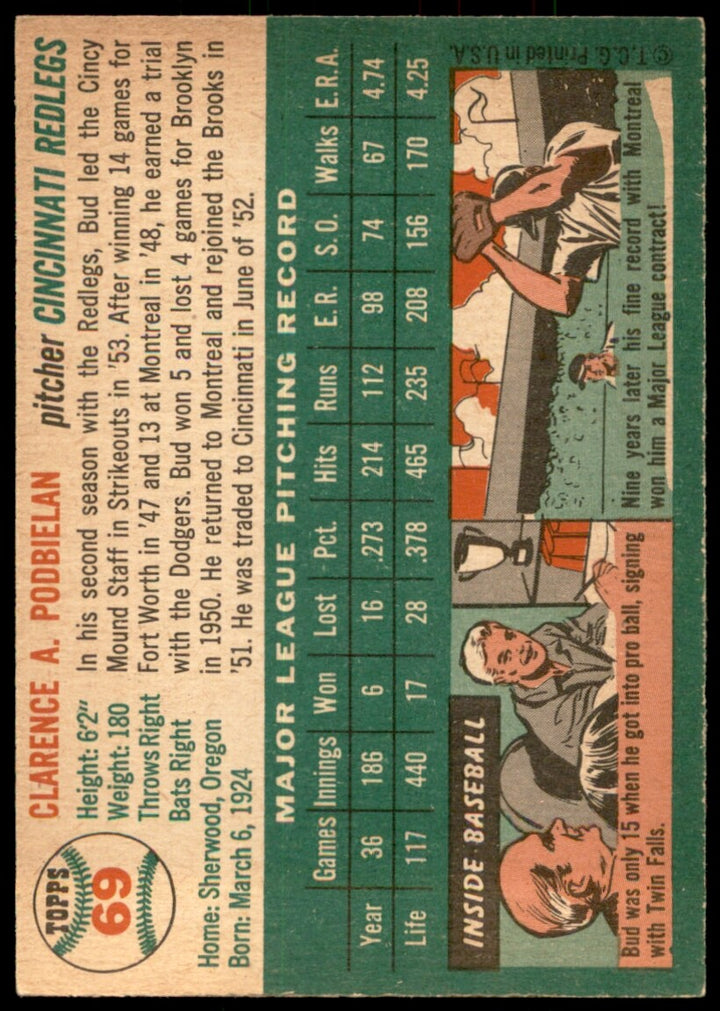 TOPPS
69
CLARENCE A. PODBIELAN pitcher CINCINNATI REDLEGS
Height: 6'2"
Weight: 180
Throws Right
Bats Right
Home: Sherwood, Oregon
Born: March 6, 1924
In his second season with the Redlegs, Bud led the Cincy
Mound Staff in Strikeouts in '53. After winning 14 games for
Fort Worth in '47 and 13 at Montreal in '48, he earned a trial
with the Dodgers. Bud won 5 and lost 4 games for Brooklyn
in 1950. He returned to Montreal and rejoined the Brooks in
'51. He was traded to Cincinnati in June of '52.
MAJOR LEAGUE PITCHING RECORD
Games Innings Won Lost Pct. Hits Runs E.R. S.O. Walks E.R.A.
Year 36 186 6 16 .273 214 112 98 74 67 4.74
Life 117 440 17 28 .378 465 235 208 156 170 4.25
INSIDE BASEBALL
Bud was only 15 when he got into pro ball, signing
with Twin Falls.
Nine years later his fine record with Montreal
won him a Major League contract!
© T.C.G. Printed in U.S.A.